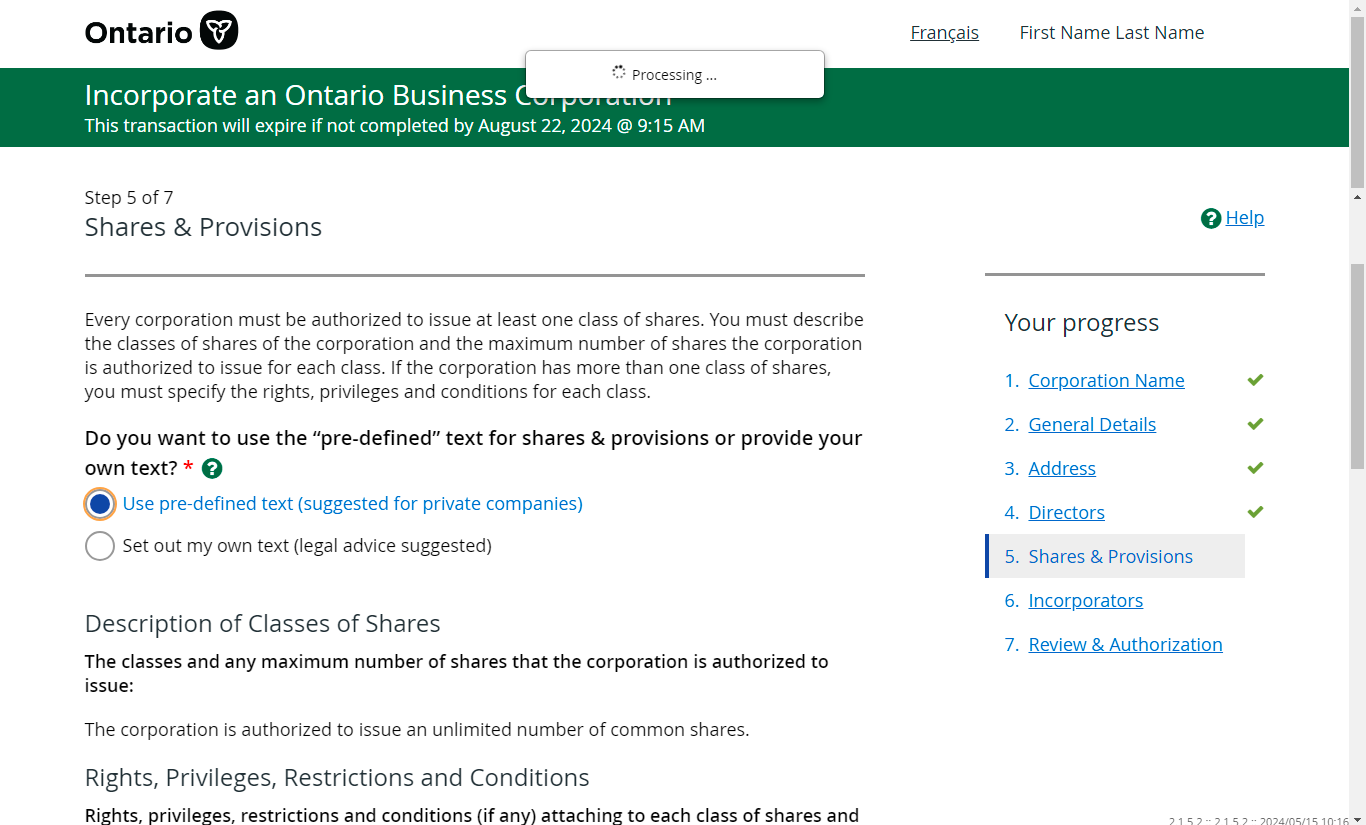 Ontario
Français
First Name Last Name
Processing ...
Incorporate an Ontario Business Corporation
This transaction will expire if not completed by August 22, 2024 @ 9:15 AM
Step 5 of 7
Shares & Provisions
? Help
Every corporation must be authorized to issue at least one class of shares. You must describe
the classes of shares of the corporation and the maximum number of shares the corporation
is authorized to issue for each class. If the corporation has more than one class of shares,
you must specify the rights, privileges and conditions for each class.
Do you want to use the “pre-defined” text for shares & provisions or provide your
own text? * ?
Use pre-defined text (suggested for private companies)
Set out my own text (legal advice suggested)
Description of Classes of Shares
The classes and any maximum number of shares that the corporation is authorized to
issue:
The corporation is authorized to issue an unlimited number of common shares.
Rights, Privileges, Restrictions and Conditions
Rights, privileges, restrictions and conditions (if any) attaching to each class of shares and
Your progress
1. Corporation Name
2. General Details
3. Address
4. Directors
5. Shares & Provisions
6. Incorporators
7. Review & Authorization
2.1.5.2 :: 2.1.5.2 :: 2024/05/15 10:16